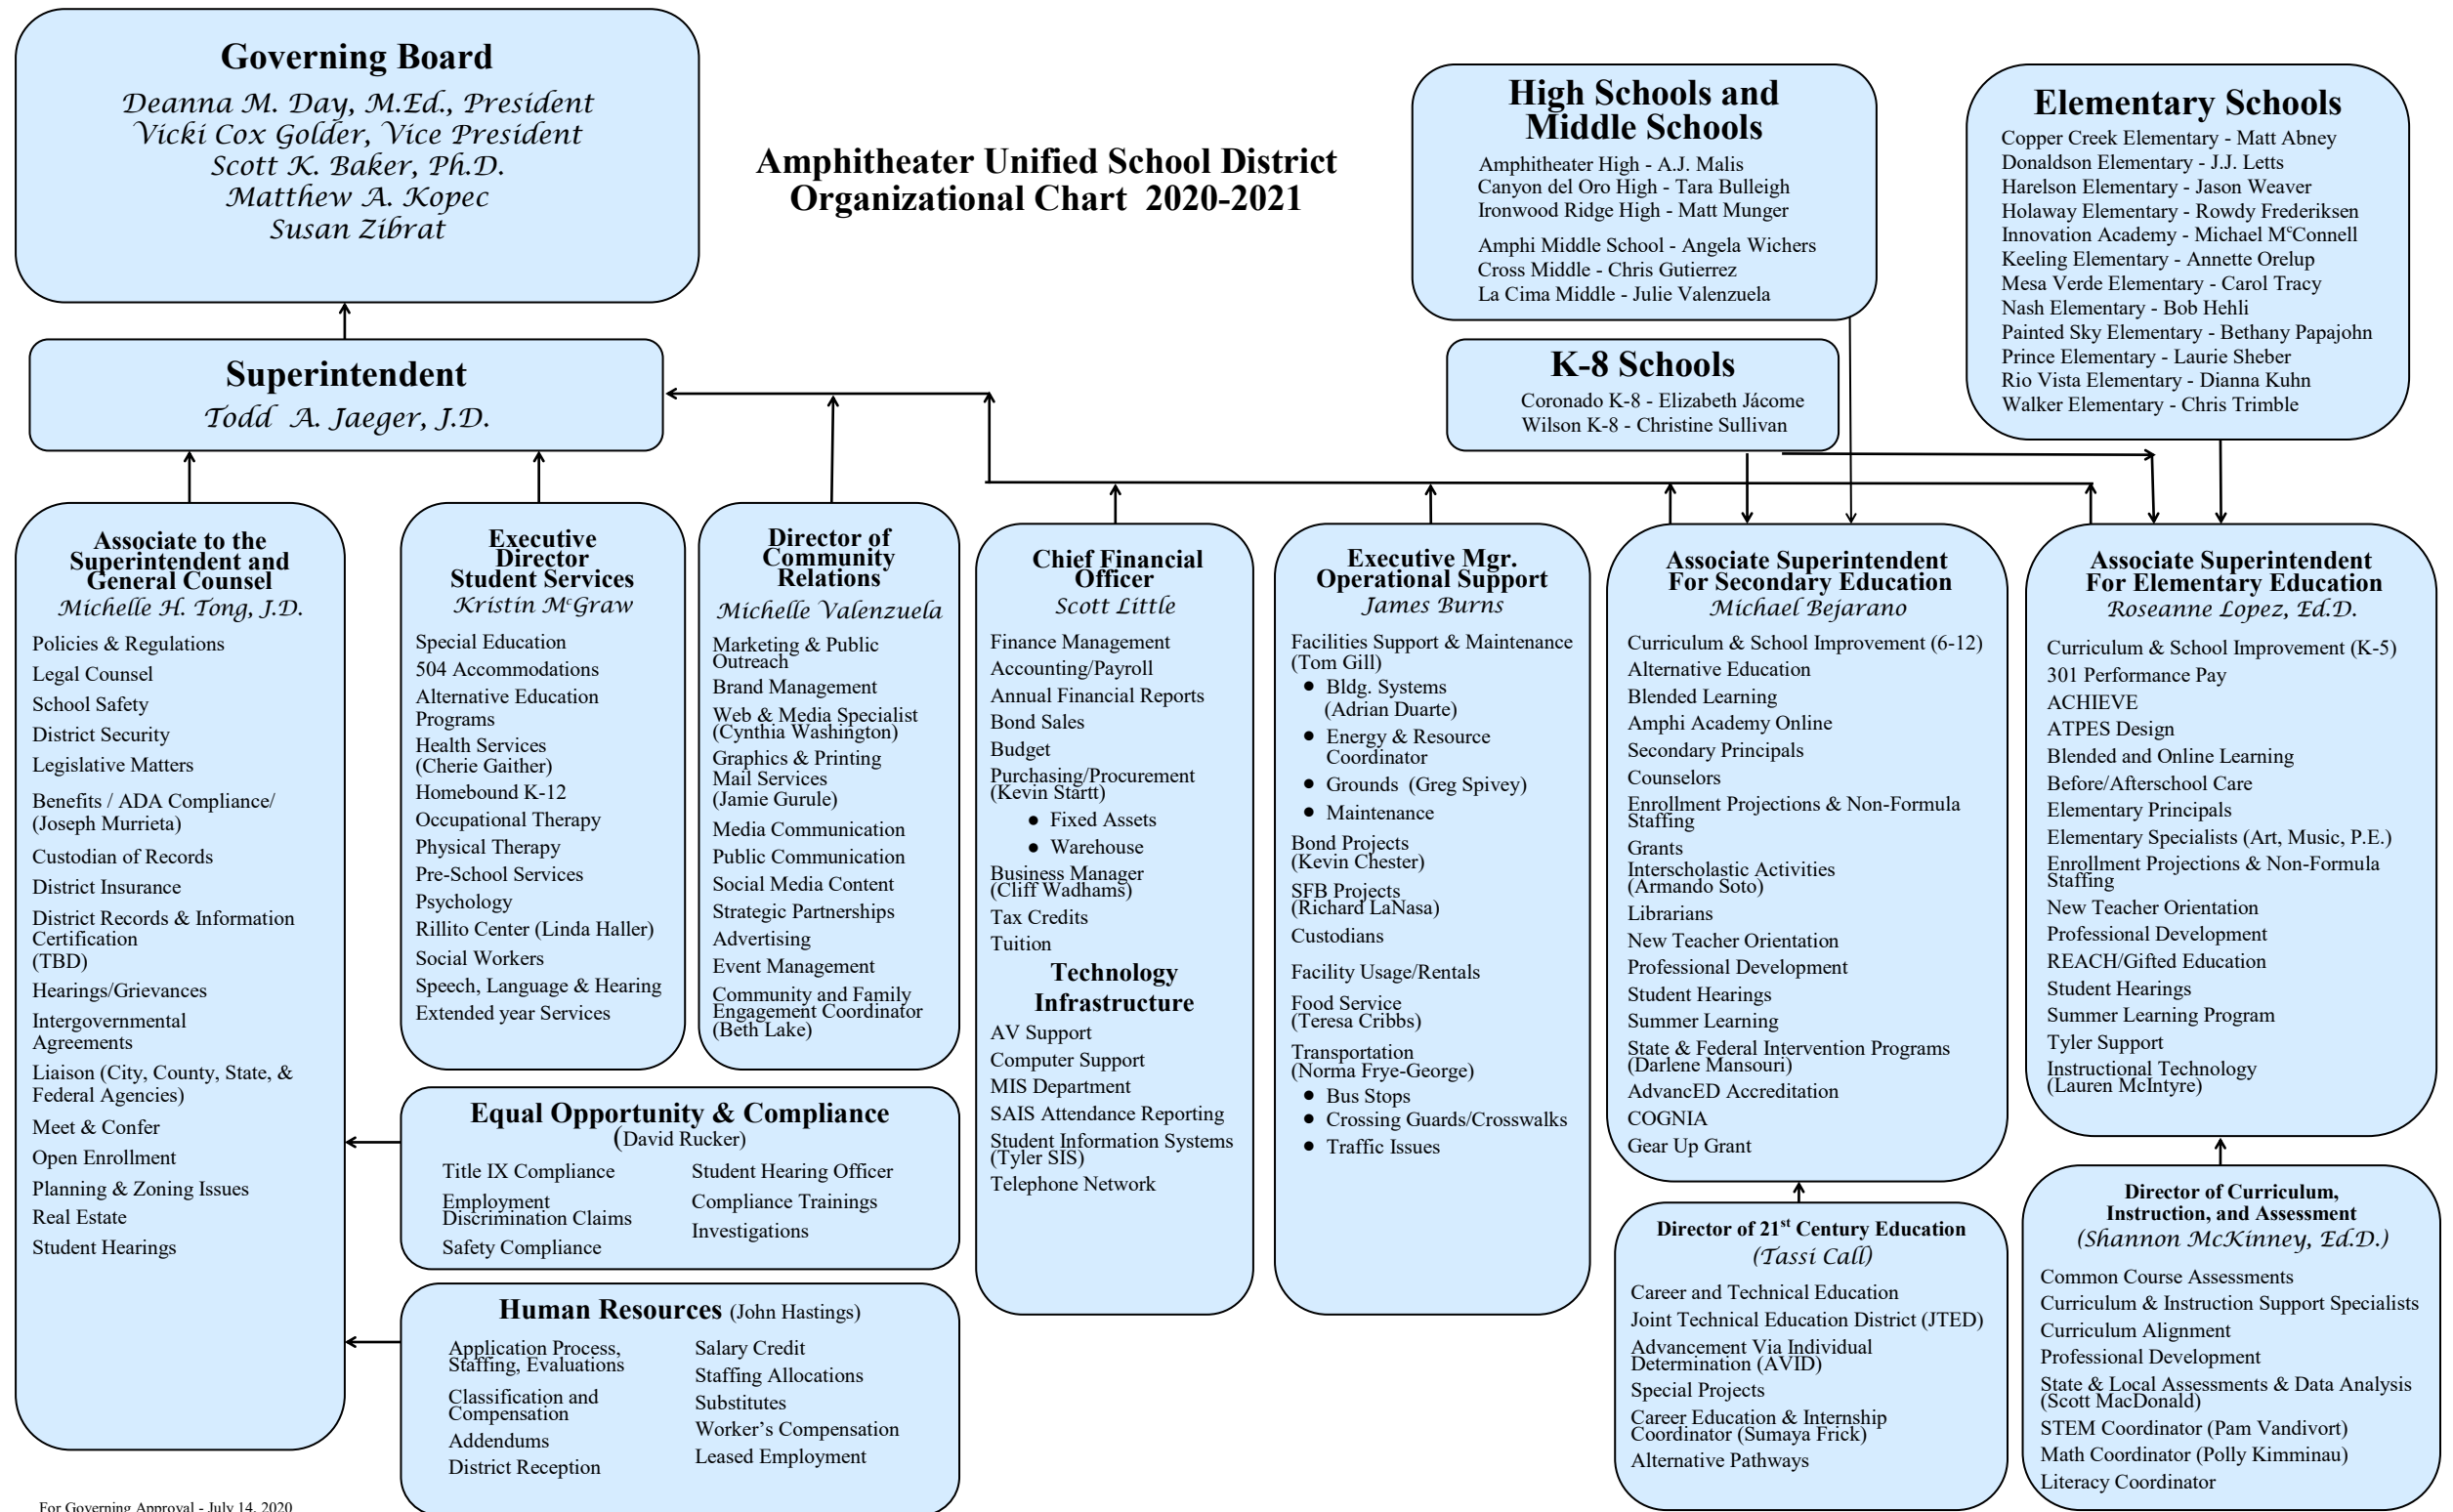 Governing Board
Deanna M. Day, M.Ed., President
Vicki Cox Golder, Vice President
Scott K. Baker, Ph.D.
Matthew A. Kopec
Susan Zibrat
Amphitheater Unified School District
Organizational Chart 2020-2021
High Schools and
Middle Schools
Amphitheater High - A.J. Malis
Canyon del Oro High - Tara Bulleigh
Ironwood Ridge High - Matt Munger
Amphi Middle School - Angela Wichers
Cross Middle - Chris Gutierrez
La Cima Middle - Julie Valenzuela
Elementary Schools
Copper Creek Elementary - Matt Abney
Donaldson Elementary - J.J. Letts
Harelson Elementary - Jason Weaver
Holaway Elementary - Rowdy Frederiksen
Innovation Academy - Michael McConnell
Keeling Elementary - Annette Orelup
Mesa Verde Elementary - Carol Tracy
Nash Elementary - Bob Hehli
Painted Sky Elementary - Bethany Papajohn
Prince Elementary - Laurie Sheber
Rio Vista Elementary - Dianna Kuhn
Walker Elementary - Chris Trimble
Superintendent
Todd A. Jaeger, J.D.
K-8 Schools
Coronado K-8 - Elizabeth Jácome
Wilson K-8 - Christine Sullivan
Associate to the
Superintendent and
General Counsel
Michelle H. Tong, J.D.
Policies & Regulations
Legal Counsel
School Safety
District Security
Legislative Matters
Benefits / ADA Compliance/
(Joseph Murrieta)
Custodian of Records
District Insurance
District Records & Information
Certification
(TBD)
Hearings/Grievances
Intergovernmental
Agreements
Liaison (City, County, State, &
Federal Agencies)
Meet & Confer
Open Enrollment
Planning & Zoning Issues
Real Estate
Student Hearings
Executive
Director
Student Services
Kristin McGraw
Special Education
504 Accommodations
Alternative Education
Programs
Health Services
(Cherie Gaither)
Homebound K-12
Occupational Therapy
Physical Therapy
Pre-School Services
Psychology
Rillito Center (Linda Haller)
Social Workers
Speech, Language & Hearing
Extended year Services
Director of
Community
Relations
Michelle Valenzuela
Marketing & Public
Outreach
Brand Management
Web & Media Specialist
(Cynthia Washington)
Graphics & Printing
Mail Services
(Jamie Gurule)
Media Communication
Public Communication
Social Media Content
Strategic Partnerships
Advertising
Event Management
Community and Family
Engagement Coordinator
(Beth Lake)
Equal Opportunity & Compliance
(David Rucker)
Title IX Compliance
Employment
Discrimination Claims
Safety Compliance
Student Hearing Officer
Compliance Trainings
Investigations
Human Resources (John Hastings)
Application Process,
Staffing, Evaluations
Classification and
Compensation
Addendums
District Reception
Salary Credit
Staffing Allocations
Substitutes
Worker's Compensation
Leased Employment
Chief Financial
Officer
Scott Little
Finance Management
Accounting/Payroll
Annual Financial Reports
Bond Sales
Budget
Purchasing/Procurement
(Kevin Startt)
● Fixed Assets
● Warehouse
Business Manager
(Cliff Wadhams)
Tax Credits
Tuition
Technology
Infrastructure
AV Support
Computer Support
MIS Department
SAIS Attendance Reporting
Student Information Systems
(Tyler SIS)
Telephone Network
Executive Mgr.
Operational Support
James Burns
Facilities Support & Maintenance
(Tom Gill)
● Bldg. Systems
(Adrian Duarte)
● Energy & Resource
Coordinator
● Grounds (Greg Spivey)
● Maintenance
Bond Projects
(Kevin Chester)
SFB Projects
(Richard LaNasa)
Custodians
Facility Usage/Rentals
Food Service
(Teresa Cribbs)
Transportation
(Norma Frye-George)
● Bus Stops
● Crossing Guards/Crosswalks
● Traffic Issues
Associate Superintendent
For Secondary Education
Michael Bejarano
Curriculum & School Improvement (6-12)
Alternative Education
Blended Learning
Amphi Academy Online
Secondary Principals
Counselors
Enrollment Projections & Non-Formula
Staffing
Grants
Interscholastic Activities
(Armando Soto)
Librarians
New Teacher Orientation
Professional Development
Student Hearings
Summer Learning
State & Federal Intervention Programs
(Darlene Mansouri)
AdvancED Accreditation
COGNIA
Gear Up Grant
Director of 21st Century Education
(Tassi Call)
Career and Technical Education
Joint Technical Education District (JTED)
Advancement Via Individual
Determination (AVID)
Special Projects
Career Education & Internship
Coordinator (Sumaya Frick)
Alternative Pathways
Associate Superintendent
For Elementary Education
Roseanne Lopez, Ed.D.
Curriculum & School Improvement (K-5)
301 Performance Pay
ACHIEVE
ATPES Design
Blended and Online Learning
Before/Afterschool Care
Elementary Principals
Elementary Specialists (Art, Music, P.E.)
Enrollment Projections & Non-Formula
Staffing
New Teacher Orientation
Professional Development
REACH/Gifted Education
Student Hearings
Summer Learning Program
Tyler Support
Instructional Technology
(Lauren McIntyre)
Director of Curriculum,
Instruction, and Assessment
(Shannon McKinney, Ed.D.)
Common Course Assessments
Curriculum & Instruction Support Specialists
Curriculum Alignment
Professional Development
State & Local Assessments & Data Analysis
(Scott MacDonald)
STEM Coordinator (Pam Vandivort)
Math Coordinator (Polly Kimminau)
Literacy Coordinator
For Governing Approval - July 14, 2020